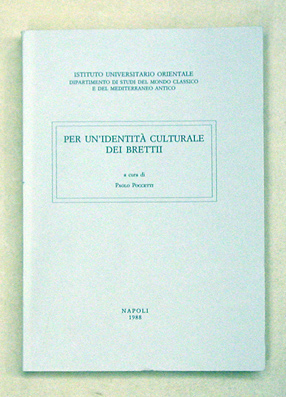 ISTITUTO UNIVERSITARIO ORIENTALE
DIPARTIMENTO DI STUDI DEL MONDO CLASSICO
E DEL MEDITERRANEO ANTICO
PER UN'IDENTITÀ CULTURALE
DEI BRETTII
a cura di
PAOLO POCCETTI
NAPOLI
1988